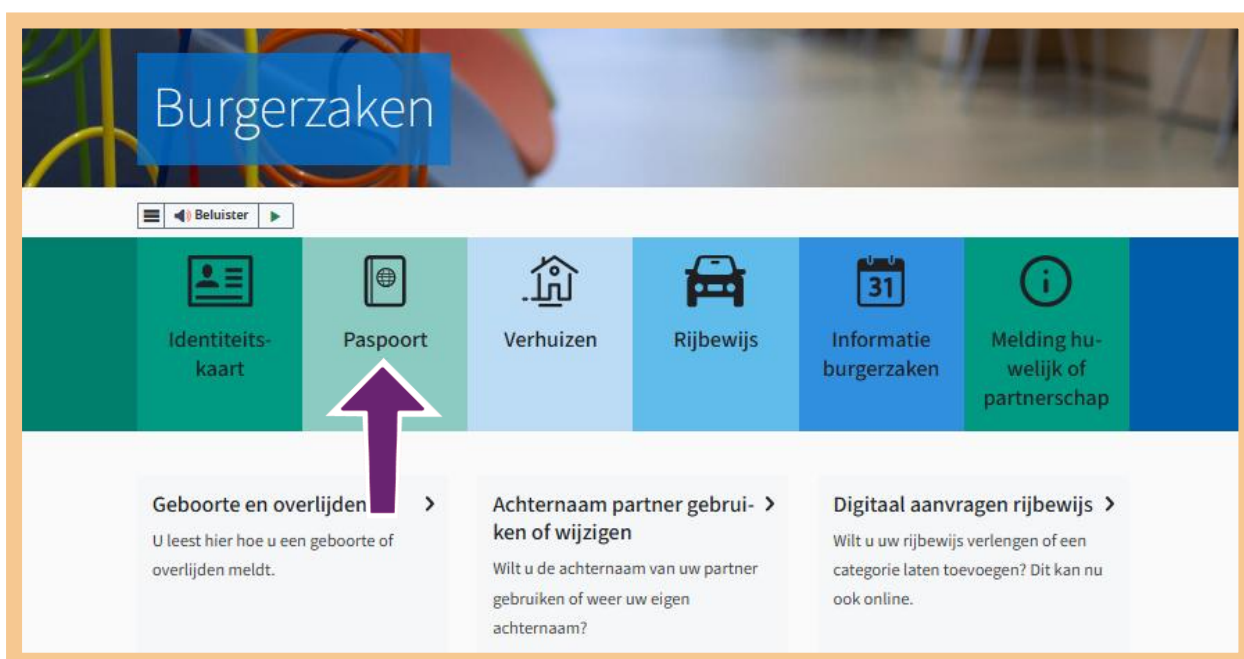 Burgerzaken
Beluister
Identiteits-
kaart
Paspoort
Verhuizen
Rijbewijs
31
Informatie
burgerzaken
Melding hu-
welijk of
partnerschap
Geboorte en overlijden
U leest hier hoe u een geboorte of
overlijden meldt.
Achternaam partner gebrui-
ken of wijzigen
Wilt u de achternaam van uw partner
gebruiken of weer uw eigen
achternaam?
Digitaal aanvragen rijbewijs
Wilt u uw rijbewijs verlengen of een
categorie laten toevoegen? Dit kan nu
ook online.